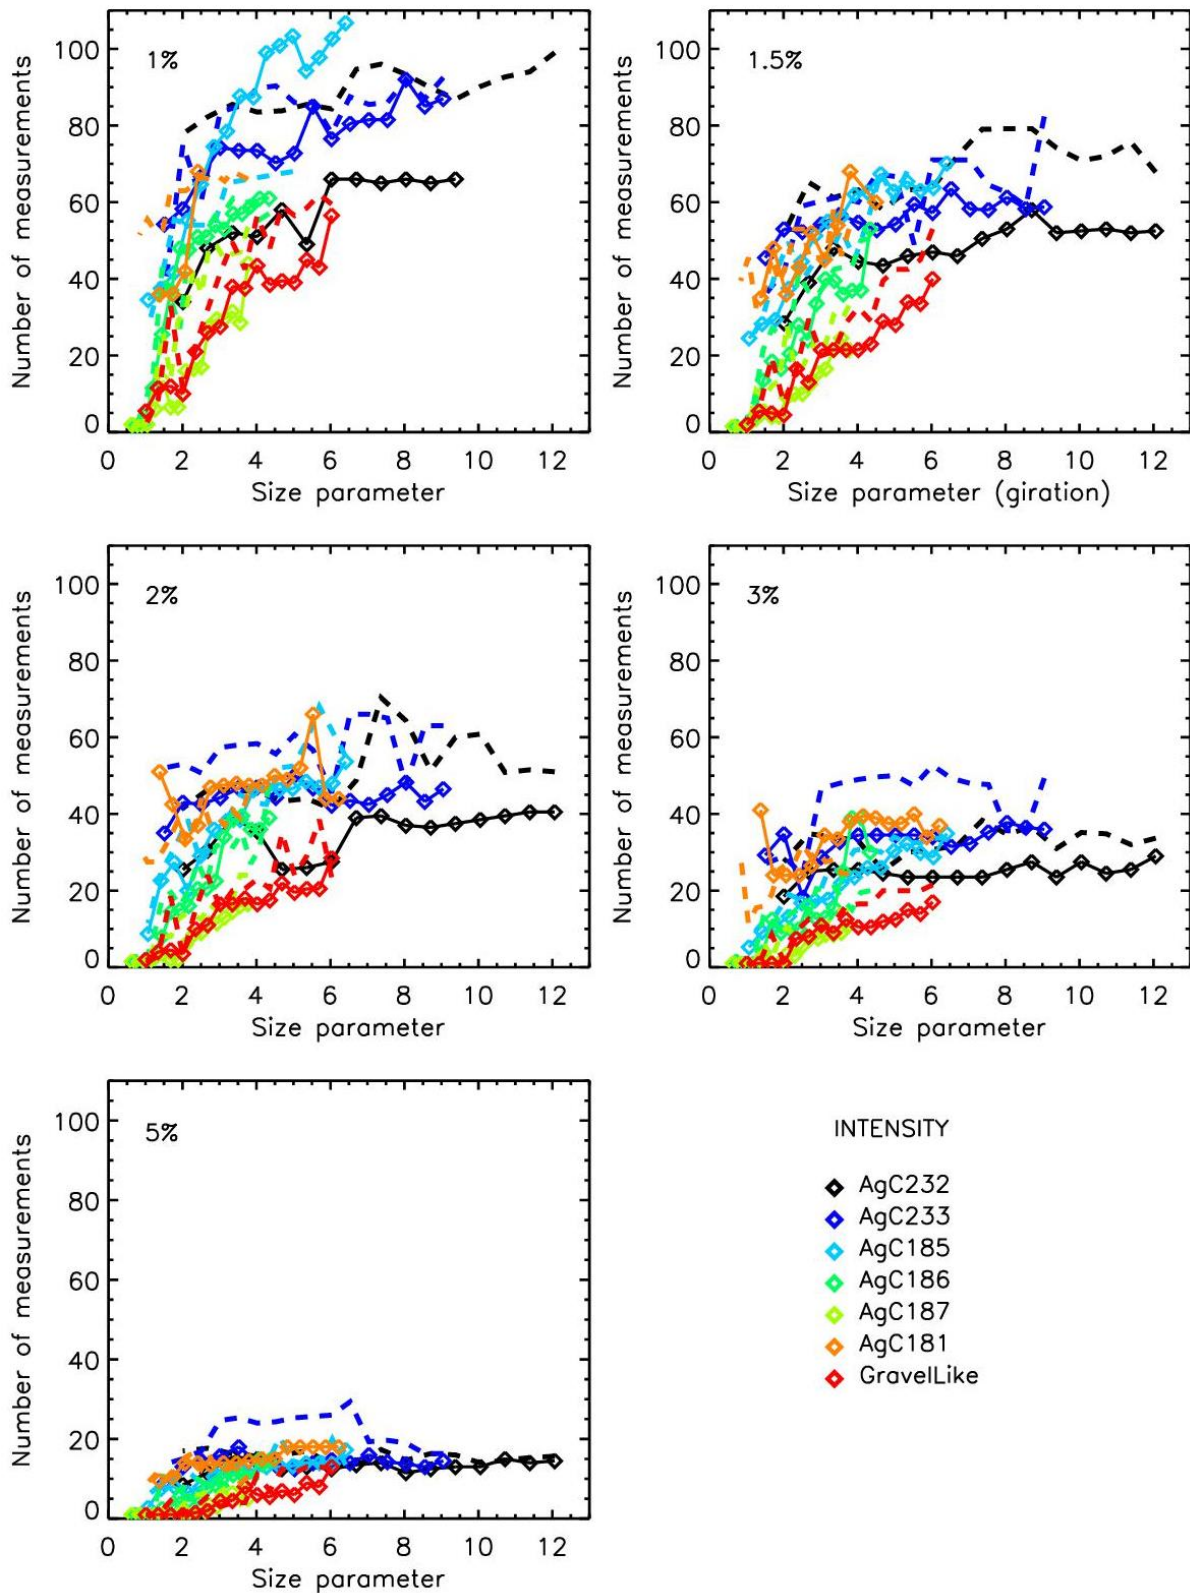 Number of measurements
100
80
60
40
20
0
1%
0 2 4 6 8 10 12
Size parameter
Number of measurements
100
80
60
40
20
0
1.5%
0 2 4 6 8 10 12
Size parameter (giration)
Number of measurements
100
80
60
40
20
0
2%
0 2 4 6 8 10 12
Size parameter
Number of measurements
100
80
60
40
20
0
3%
0 2 4 6 8 10 12
Size parameter
Number of measurements
100
80
60
40
20
0
5%
0 2 4 6 8 10 12
Size parameter
INTENSITY
AgC232
AgC233
AgC185
AgC186
AgC187
AgC181
GravelLike